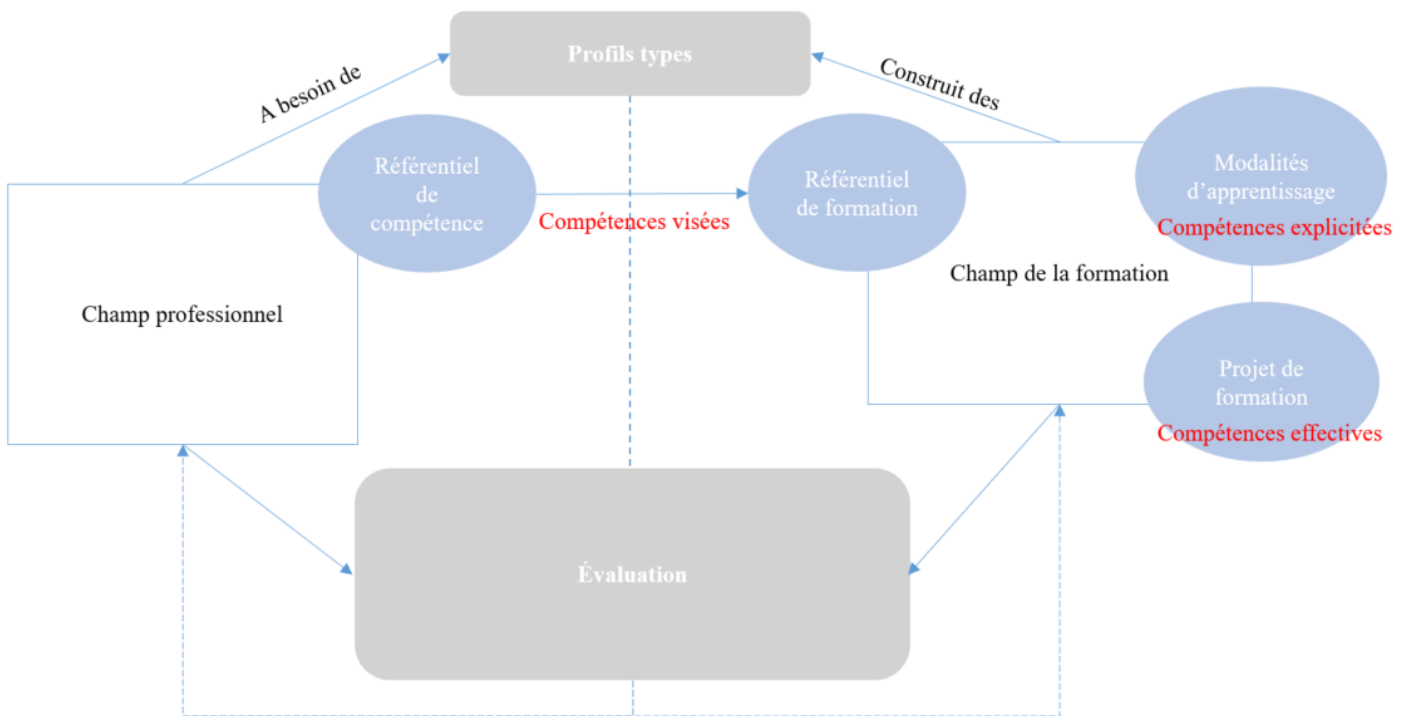 Profils types
A besoin de
Construit des
Référentiel
de
compétence
Compétences visées
Référentiel
de formation
Modalités
d’apprentissage
Compétences explicitées
Champ de la formation
Champ professionnel
Projet de
formation
Compétences effectives
Évaluation